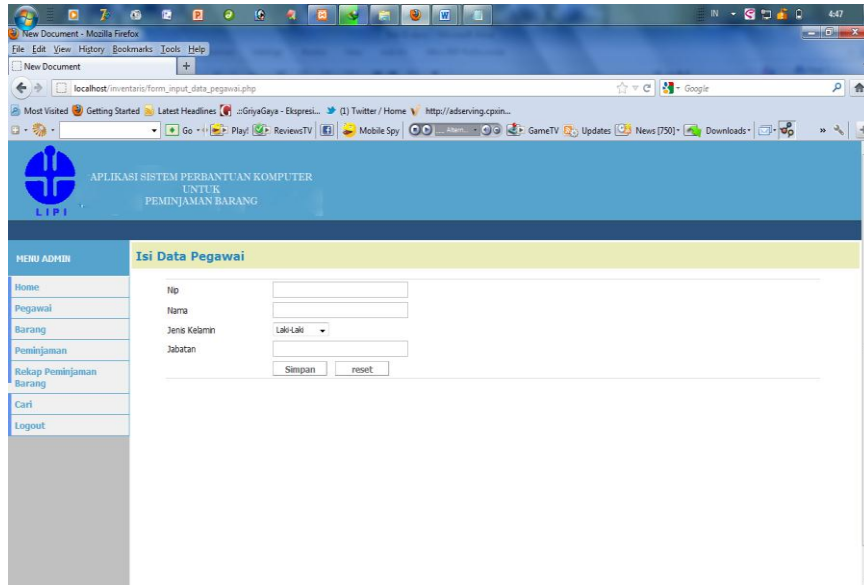 IN
4:47
New Document - Mozilla Firefox
File Edit View History Bookmarks Tools Help
New Document
localhost/inventaris/form_input_data_pegawai.php
Google
Most Visited Getting Started Latest Headlines .::GriyaGaya - Ekspresi... (1) Twitter / Home http://adserving.cpxin...
Go Play! ReviewsTV Mobile Spy GameTV Updates News [750] Downloads
LIPI
APLIKASI SISTEM PERBANTUAN KOMPUTER
UNTUK
PEMINJAMAN BARANG
MENU ADMIN
Home
Pegawai
Barang
Peminjaman
Rekap Peminjaman
Barang
Cari
Logout
Isi Data Pegawai
Nip
Nama
Jenis Kelamin Laki-Laki
Jabatan
Simpan reset